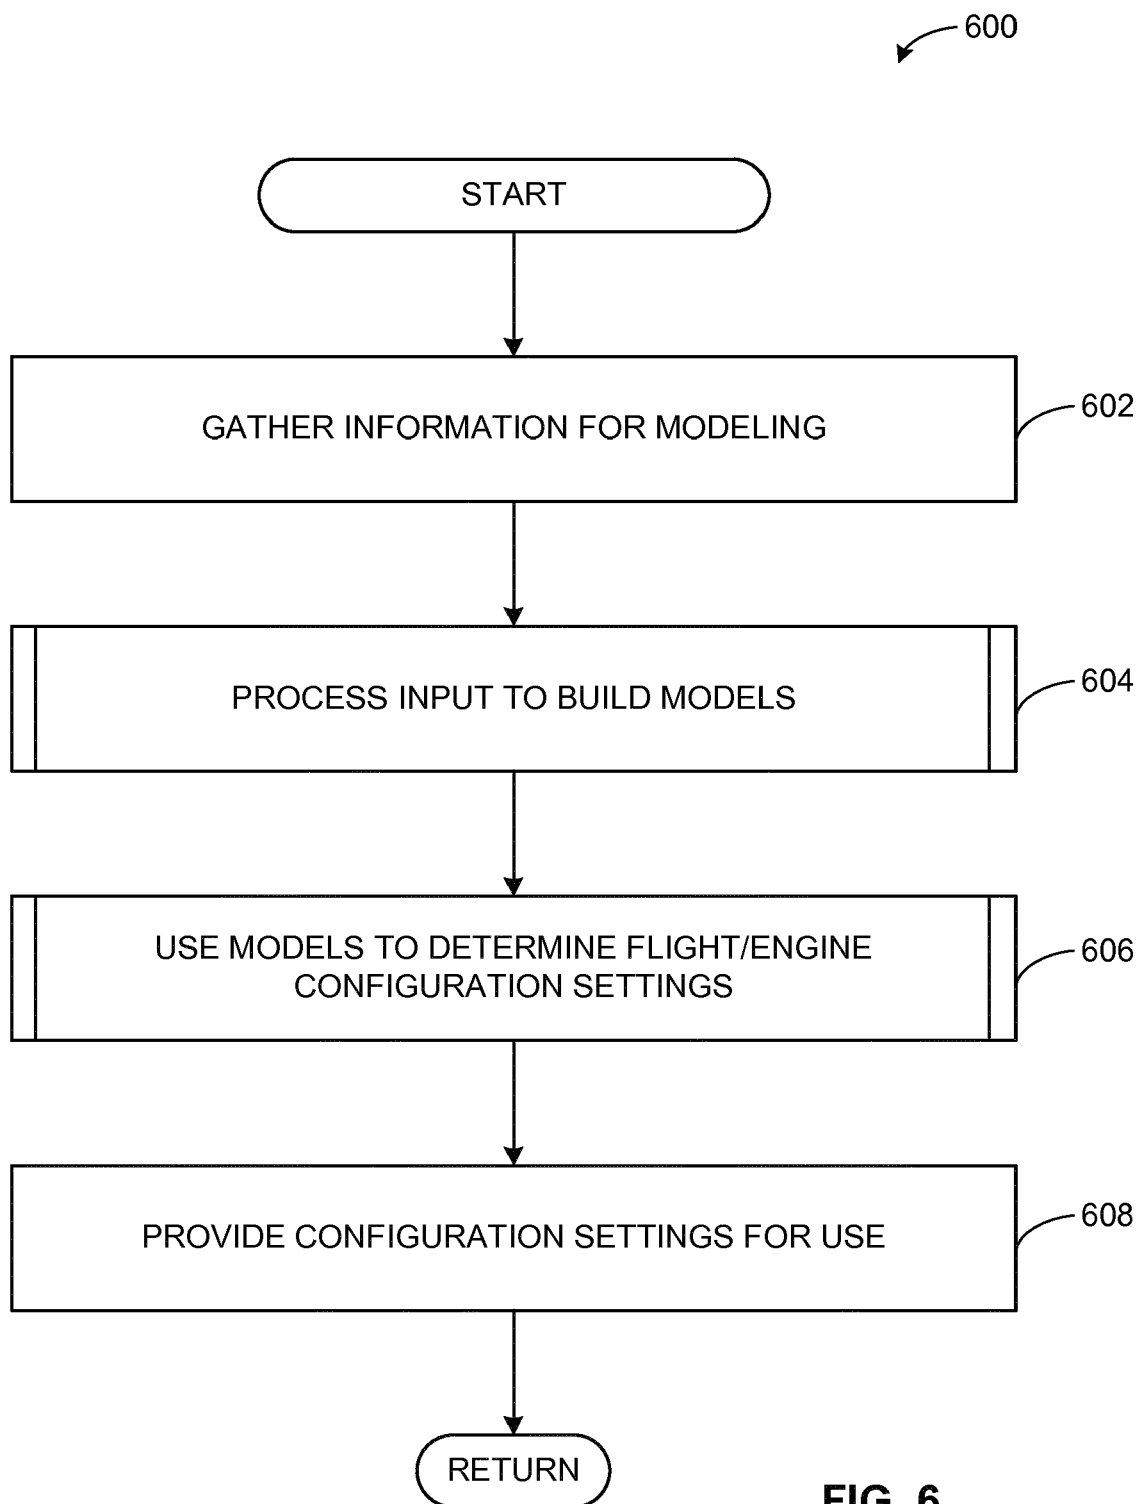 600
START
GATHER INFORMATION FOR MODELING
602
PROCESS INPUT TO BUILD MODELS
604
USE MODELS TO DETERMINE FLIGHT/ENGINE
CONFIGURATION SETTINGS
606
PROVIDE CONFIGURATION SETTINGS FOR USE
608
RETURN
FIG. 6